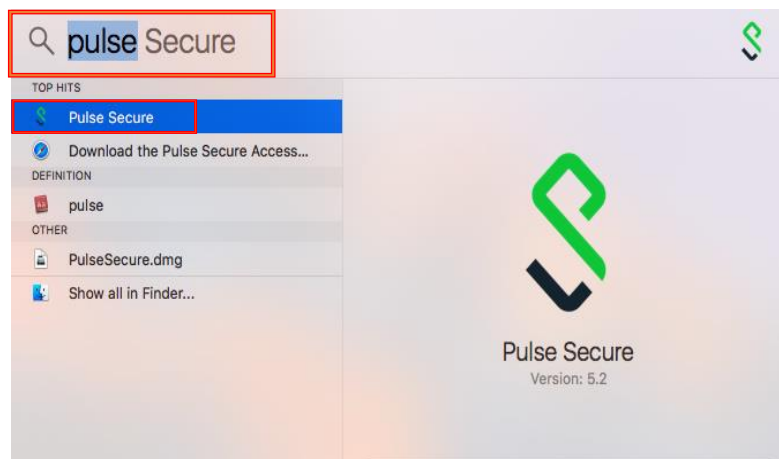 pulse Secure
TOP HITS
Pulse Secure
Download the Pulse Secure Access...
DEFINITION
pulse
OTHER
PulseSecure.dmg
Show all in Finder...
Pulse Secure
Version: 5.2